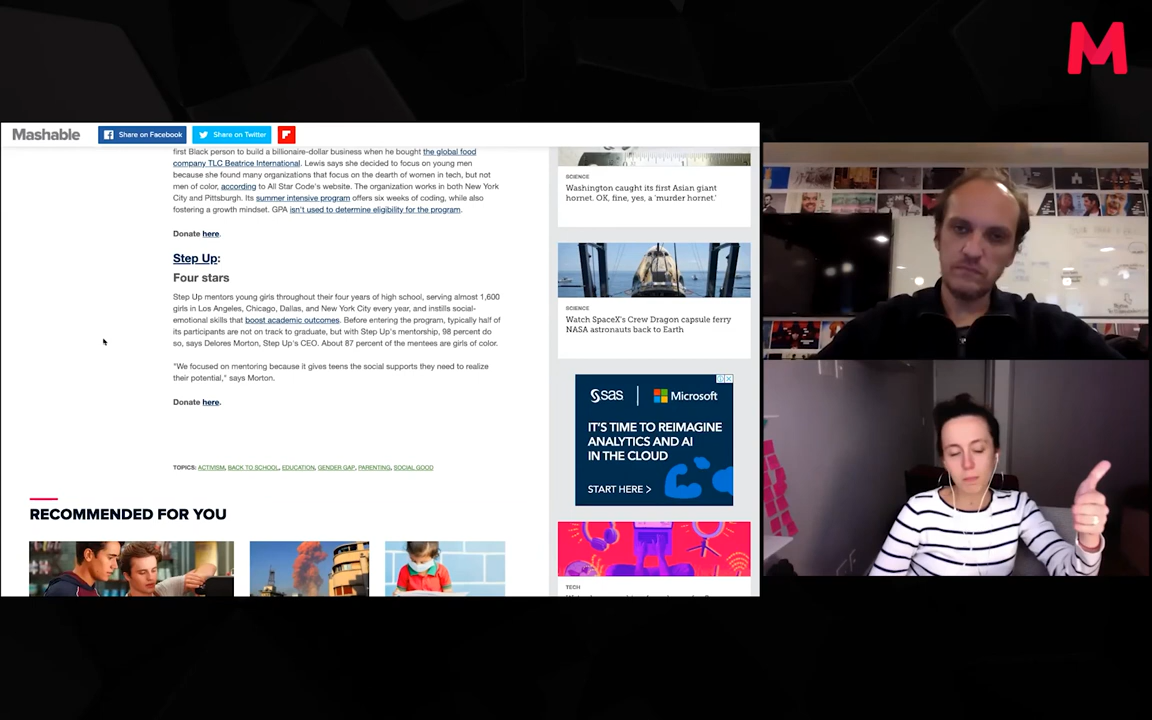 M
Mashable
Share on Facebook
Share on Twitter
first Black person to build a billionaire-dollar business when he bought the global food
company TLC Beatrice International. Lewis says she decided to focus on young men
because she found many organizations that focus on the dearth of women in tech, but not
men of color, according to All Star Code's website. The organization works in both New York
City and Pittsburgh. Its summer intensive program offers six weeks of coding, while also
fostering a growth mindset. GPA isn't used to determine eligibility for the program.
Donate here.
Step Up:
Four stars
Step Up mentors young girls throughout their four years of high school, serving almost 1,600
girls in Los Angeles, Chicago, Dallas, and New York City every year, and instills social-
emotional skills that boost academic outcomes. Before entering the program, typically half of
its participants are not on track to graduate, but with Step Up's mentorship, 98 percent do
so, says Delores Morton, Step Up's CEO. About 87 percent of the mentees are girls of color.
"We focused on mentoring because it gives teens the social supports they need to realize
their potential," says Morton.
Donate here.
TOPICS: ACTIVISM, BACK TO SCHOOL, EDUCATION, GENDER GAP, PARENTING, SOCIAL GOOD
RECOMMENDED FOR YOU
SCIENCE
Washington caught its first Asian giant
hornet. OK, fine, yes, a 'murder hornet.'
SCIENCE
Watch SpaceX's Crew Dragon capsule ferry
NASA astronauts back to Earth
sas
Microsoft
IT'S TIME TO REIMAGINE
ANALYTICS AND AI
IN THE CLOUD
START HERE >
TECH